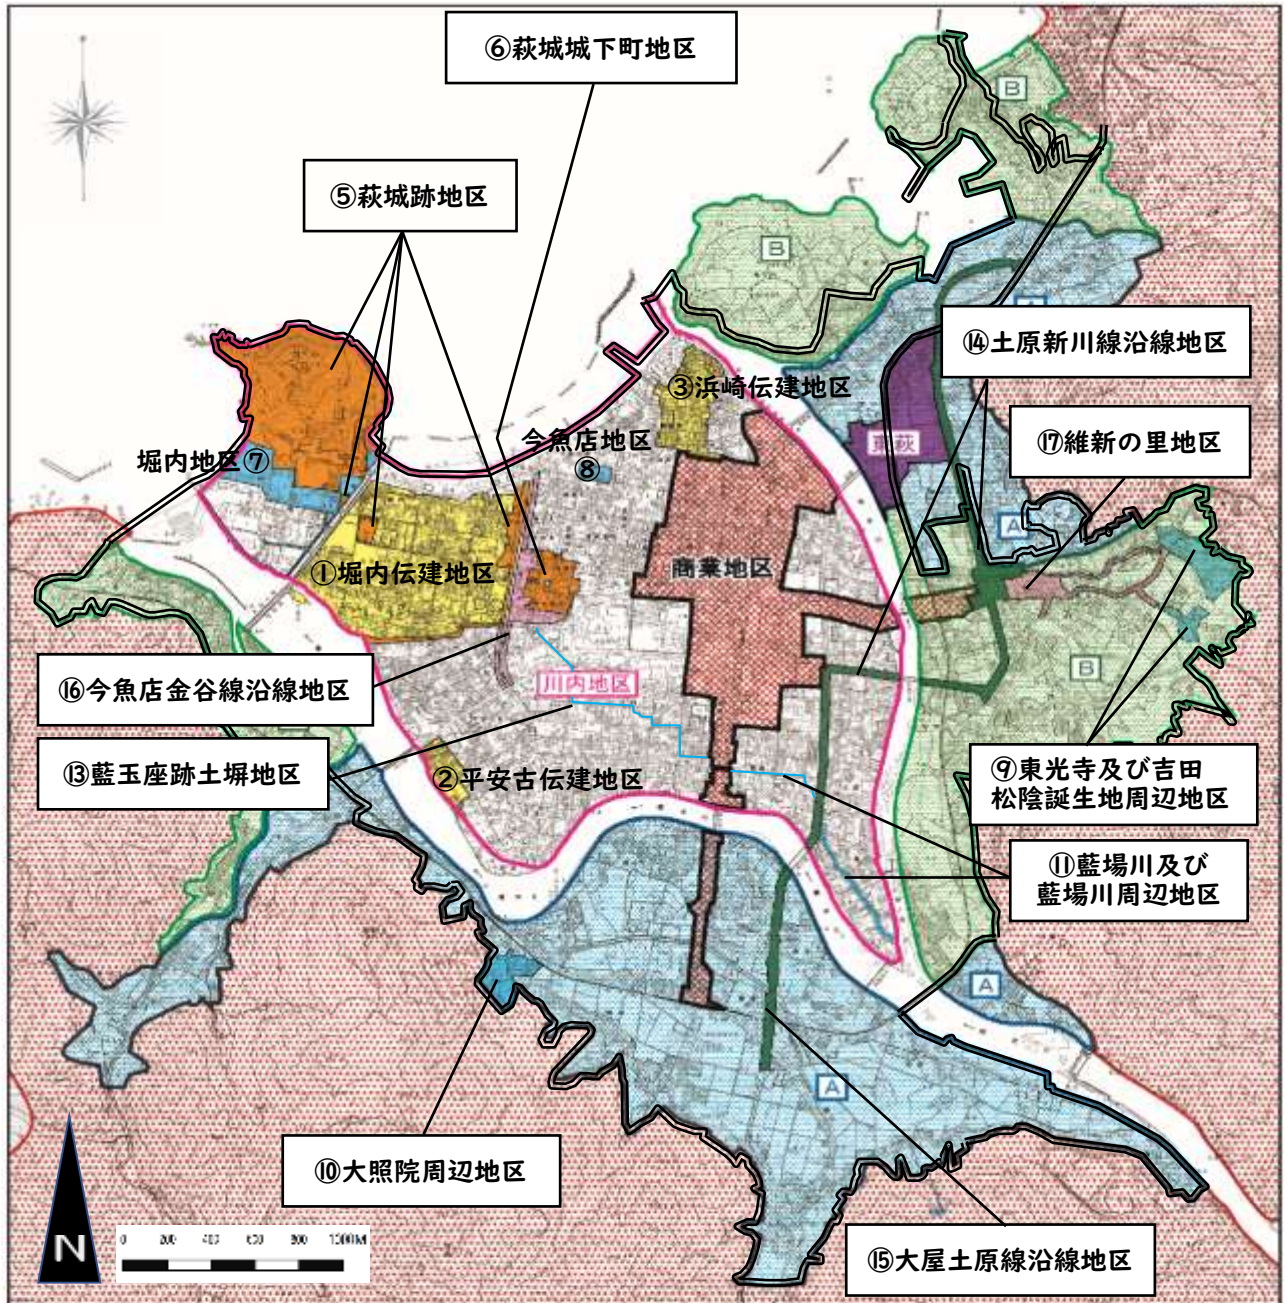 ⑥萩城城下町地区
B
⑤萩城跡地区
B
⑭土原新川線沿線地区
③浜崎伝建地区
今魚店地区
⑧
東萩
⑰維新の里地区
堀内地区⑦
A
商業地区
①堀内伝建地区
B
⑯今魚店金谷線沿線地区
川内地区
⑬藍玉座跡土塀地区
②平安古伝建地区
⑨東光寺及び吉田
松陰誕生地周辺地区
⑪藍場川及び
藍場川周辺地区
A
A
⑩大照院周辺地区
N
0 200 400 600 800 1000M
⑮大屋土原線沿線地区